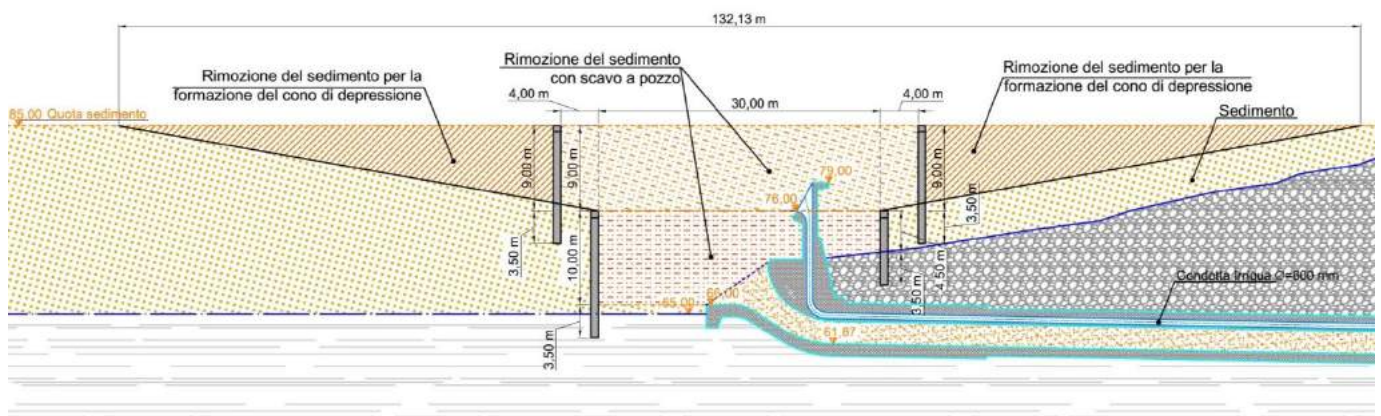 132,13 m
Rimozione del sedimento per la
formazione del cono di depressione
Rimozione del sedimento
con scavo a pozzo
Rimozione del sedimento per la
formazione del cono di depressione
4,00 m
30,00 m
4,00 m
85.00 Quota sedimento
Sedimento
9,00 m
9,00 m
9,00 m
3,50 m
79,00
76,00
3,50 m
10,00 m
4,50 m
3,50 m
Condotta Irrigua Ø=600 mm
65.00
66,00
61,67
3,50 m